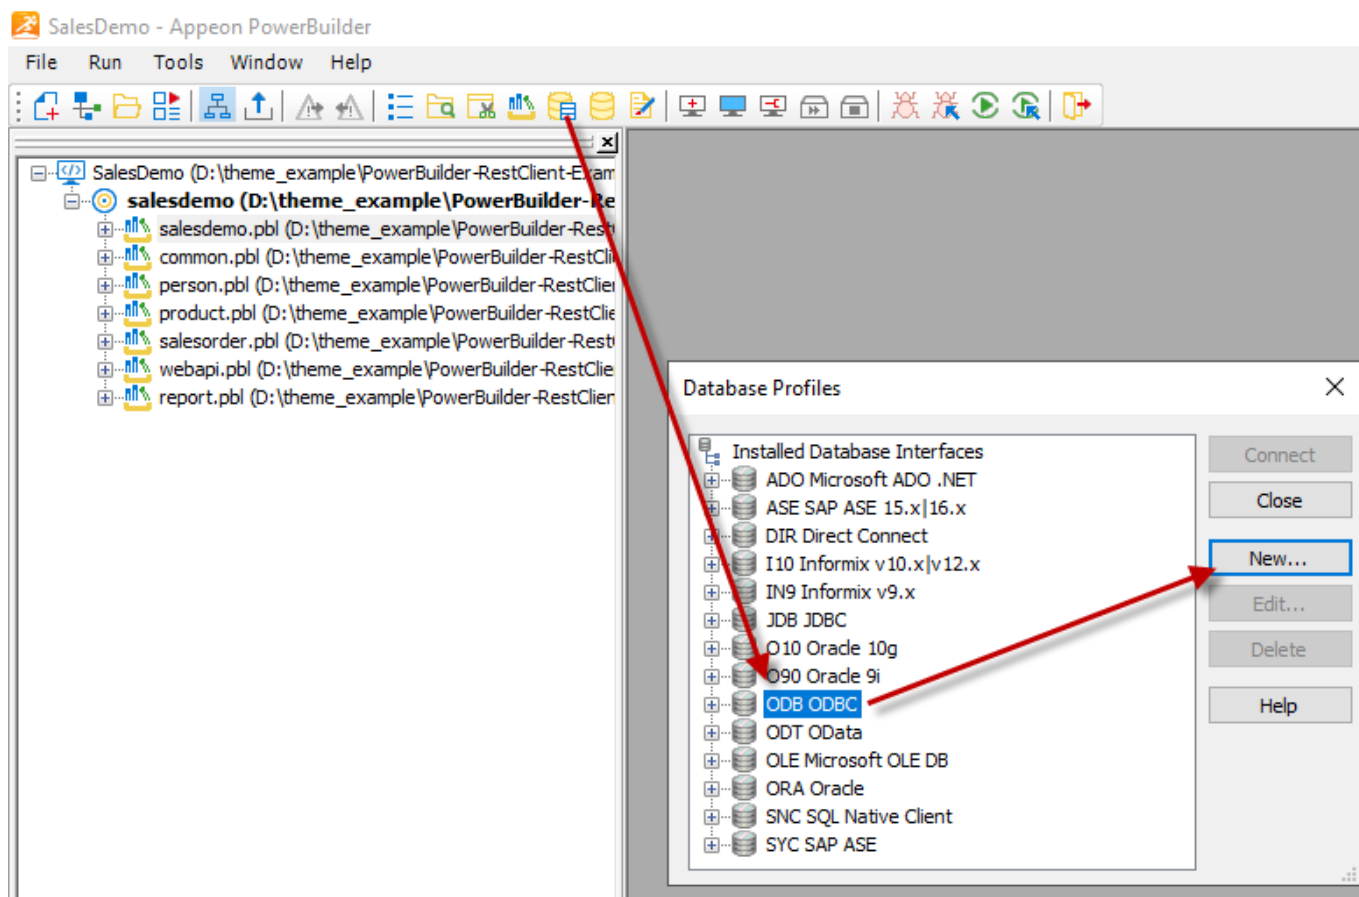 SalesDemo - Appeon PowerBuilder
File Run Tools Window Help
SalesDemo (D:\theme_example\PowerBuilder-RestClient-Exam
salesdemo (D:\theme_example\PowerBuilder-Re
salesdemo.pbl (D:\theme_example\PowerBuilder-Rest
common.pbl (D:\theme_example\PowerBuilder-RestCli
person.pbl (D:\theme_example\PowerBuilder-RestClie
product.pbl (D:\theme_example\PowerBuilder-RestClie
salesorder.pbl (D:\theme_example\PowerBuilder-Rest
webapi.pbl (D:\theme_example\PowerBuilder-RestClie
report.pbl (D:\theme_example\PowerBuilder-RestClien
Database Profiles
Installed Database Interfaces
ADO Microsoft ADO .NET
ASE SAP ASE 15.x|16.x
DIR Direct Connect
I10 Informix v10.x|v12.x
IN9 Informix v9.x
JDB JDBC
O10 Oracle 10g
O90 Oracle 9i
ODB ODBC
ODT OData
OLE Microsoft OLE DB
ORA Oracle
SNC SQL Native Client
SYC SAP ASE
Connect
Close
New...
Edit...
Delete
Help